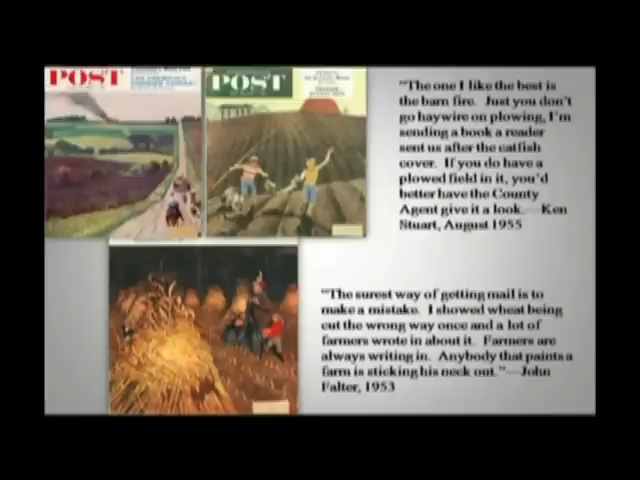 POST
POST
"The one I like the best is
the barn fire. Just you don't
go haywire on plowing, I'm
sending a book a reader
sent us after the catfish
cover. If you do have a
plowed field in it, you'd
better have the County
Agent give it a look. Ken
Stuart, August 1955
"The surest way of getting mail is to
make a mistake. I showed wheat being
cut the wrong way once and a lot of
farmers wrote in about it. Farmers are
always writing in. Anybody that paints a
farm is sticking his neck out."—John
Falter, 1953